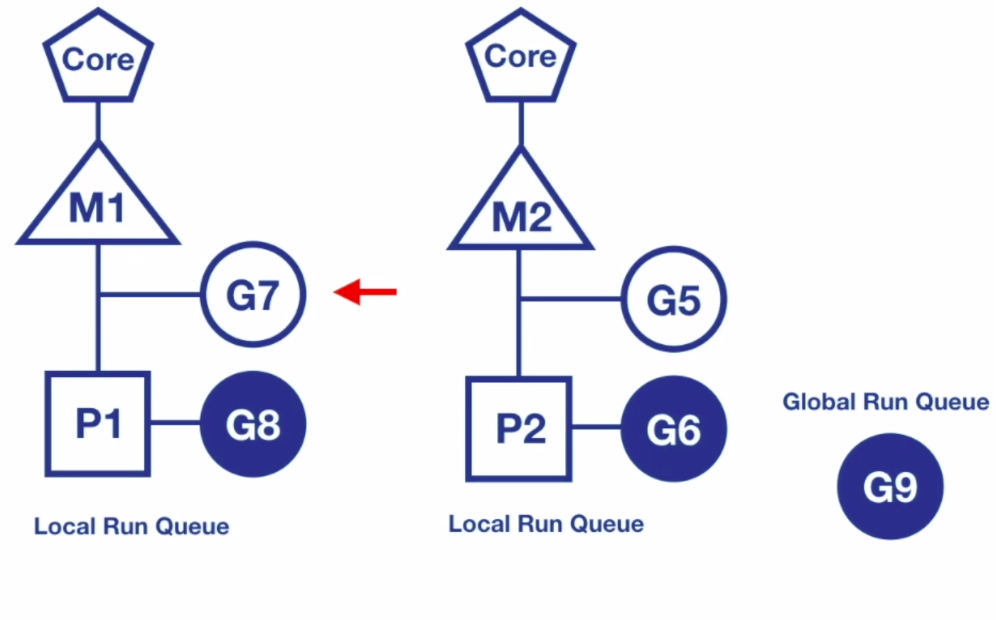 Core
Core
M1
M2
G7
G5
P1
G8
P2
G6
Global Run Queue
G9
Local Run Queue
Local Run Queue